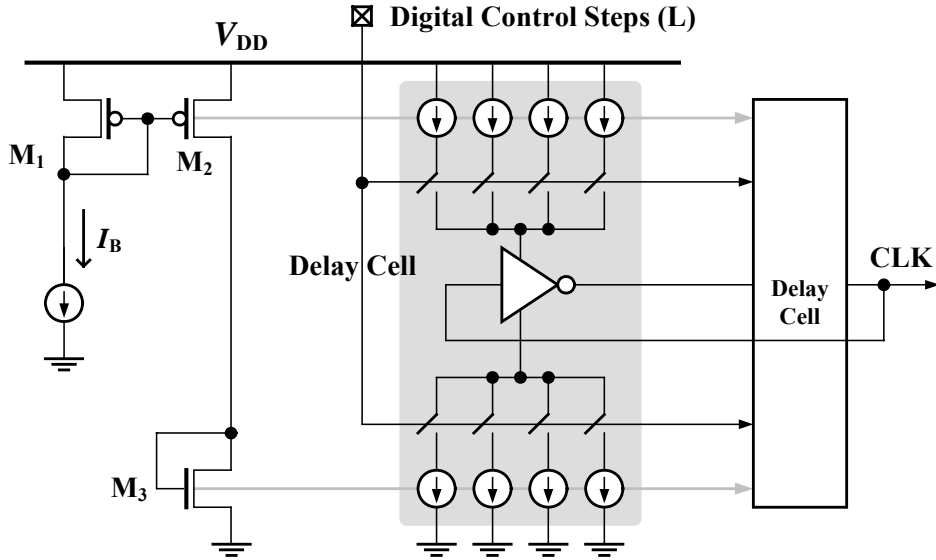 Digital Control Steps (L)
VDD
M1
M2
IB
Delay Cell
CLK
Delay
Cell
M3